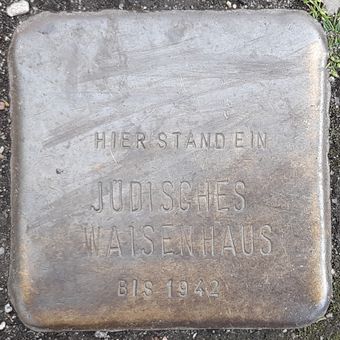 HIER STAND EIN
JÜDISCHES
WAISENHAUS
BIS 1942